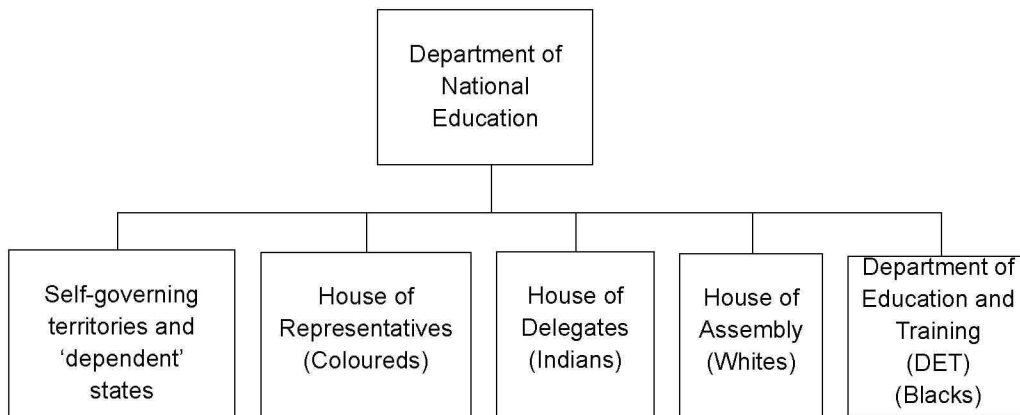 Department of
National
Education
Self-governing
territories and
‘dependent’
states
House of
Representatives
(Coloureds)
House of
Delegates
(Indians)
House of
Assembly
(Whites)
Department of
Education and
Training
(DET)
(Blacks)